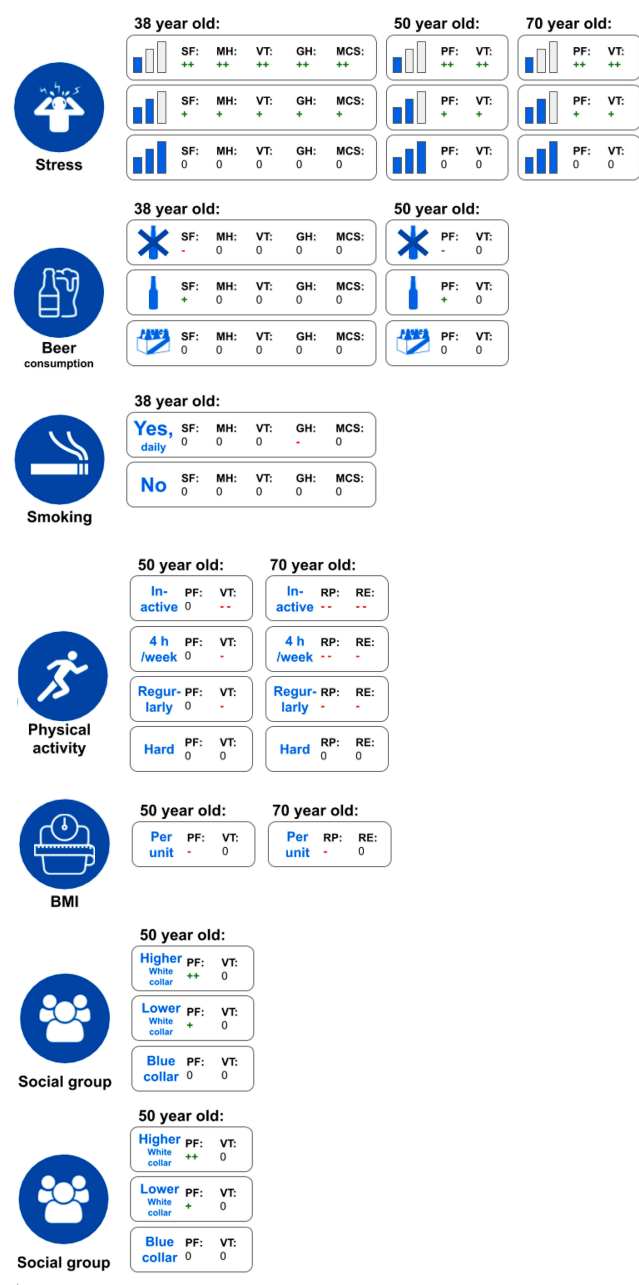 38 year old: 50 year old: 70 year old:
SF: MH: VT: GH: MCS: PF: VT: PF: VT:
++ ++ ++ ++ ++ ++ ++ ++ ++
SF: MH: VT: GH: MCS: PF: VT: PF: VT:
+ + + + + + + + +
SF: MH: VT: GH: MCS: PF: VT: PF: VT:
0 0 0 0 0 0 0 0 0
Stress
38 year old: 50 year old:
SF: MH: VT: GH: MCS: PF: VT:
- 0 0 0 0 - 0
SF: MH: VT: GH: MCS: PF: VT:
+ 0 0 0 0 + 0
SF: MH: VT: GH: MCS: PF: VT:
0 0 0 0 0 0 0
Beer
consumption
38 year old:
Yes, SF: MH: VT: GH: MCS:
daily 0 0 0 - 0
No SF: MH: VT: GH: MCS:
0 0 0 0 0
Smoking
50 year old: 70 year old:
In- PF: VT: In- RP: RE:
active 0 - - active - - - -
4 h PF: VT: 4 h RP: RE:
/week 0 - /week - - -
Regur- PF: VT: Regur- RP: RE:
larly 0 - larly - -
Hard PF: VT: Hard RP: RE:
0 0 0 0
Physical
activity
50 year old: 70 year old:
Per PF: VT: Per RP: RE:
unit - 0 unit - 0
BMI
50 year old:
Higher PF: VT:
White
collar ++ 0
Lower PF: VT:
White
collar + 0
Blue PF: VT:
collar 0 0
Social group
50 year old:
Higher PF: VT:
White
collar ++ 0
Lower PF: VT:
White
collar + 0
Blue PF: VT:
collar 0 0
Social group